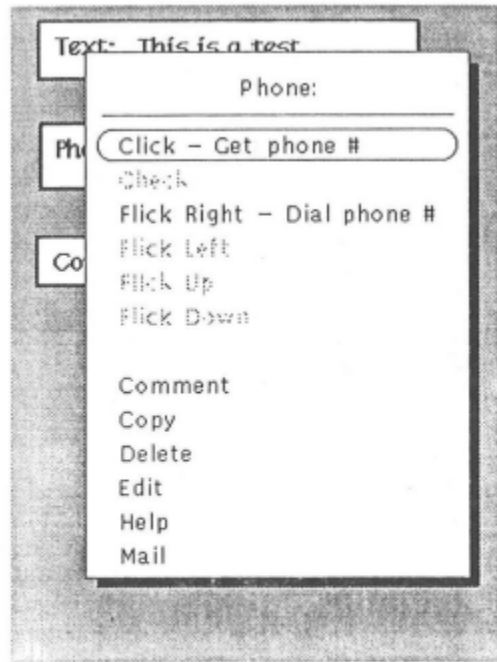 Text: This is a test
Phone:
Pho
Click – Get phone #
Check
Flick Right – Dial phone #
Flick Left
Co
Flick Up
Flick Down
Comment
Copy
Delete
Edit
Help
Mail